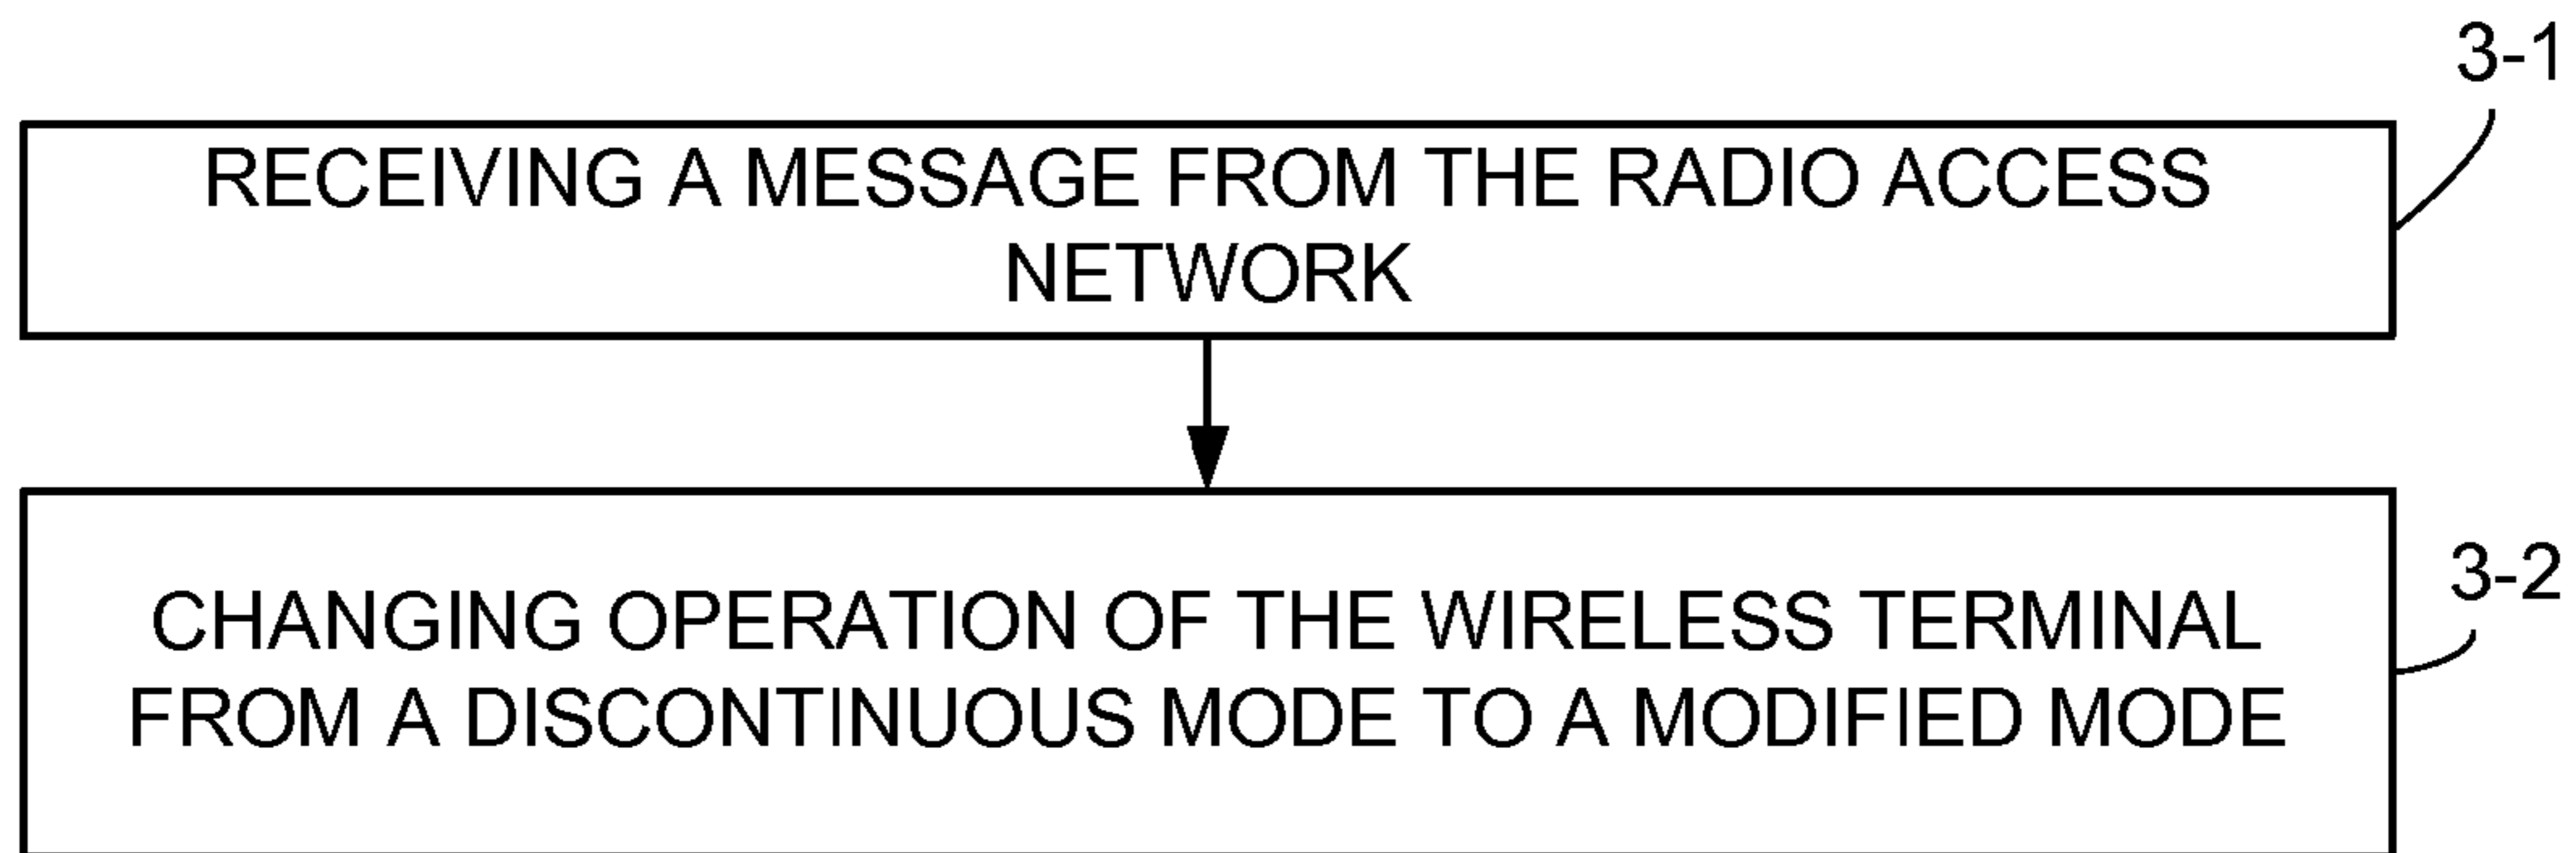 3-1
RECEIVING A MESSAGE FROM THE RADIO ACCESS
NETWORK
3-2
CHANGING OPERATION OF THE WIRELESS TERMINAL
FROM A DISCONTINUOUS MODE TO A MODIFIED MODE